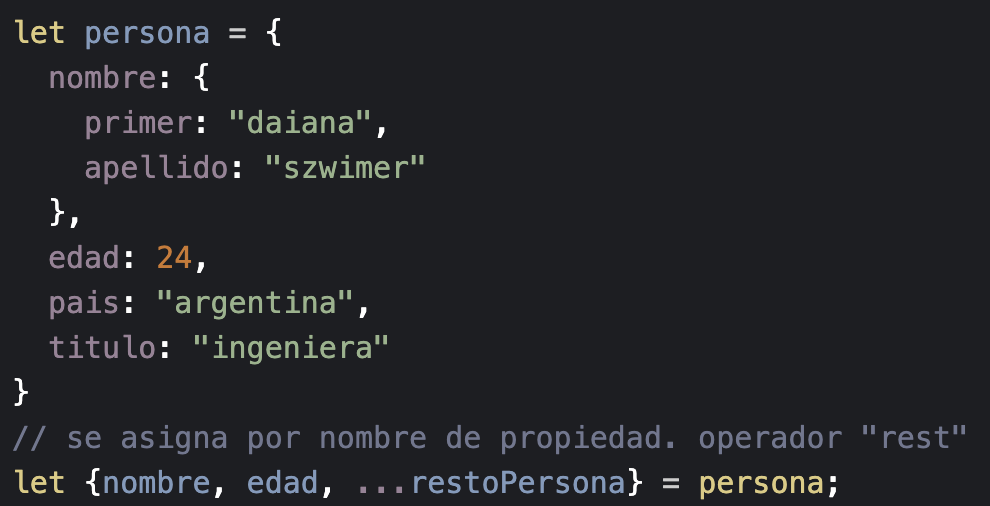 let persona = {
  nombre: {
    primer: "daiana",
    apellido: "szwimer"
  },
  edad: 24,
  pais: "argentina",
  titulo: "ingeniera"
}
// se asigna por nombre de propiedad. operador "rest"
let {nombre, edad, ...restoPersona} = persona;